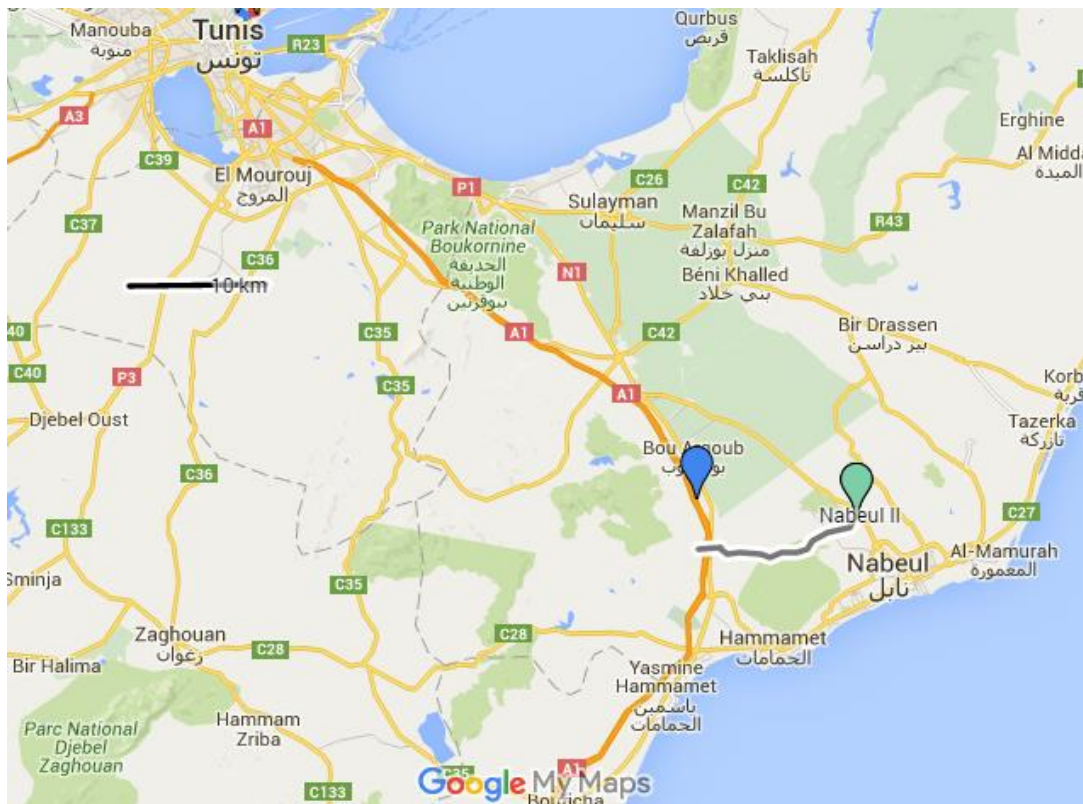 Qurbus
قربص
Manouba
منوبة
Tunis
تونس
R23
Taklisah
تاكلسة
A3
A1
Erghine
C39
Al Midda
الميدة
El Mourouj
المروج
P1
C26
C42
Sulayman
سليمان
Manzil Bu
Zalafah
منزل بوزلفة
R43
C37
Park National
Boukornine
الحديقة
الوطنية
ببوقرنين
C36
N1
Béni Khalled
بني خلاد
10 km
40
C35
A1
C42
Bir Drassen
بير دراسن
C40
P3
C35
A1
Korb
قربة
Djebel Oust
Tazerka
تازركة
Bou Argoub
C36
Nabeul II
C133
C27
Nabeul
نابل
Al-Mamurah
المعمورة
Sminja
C35
Zaghouan
زغوان
C28
C28
Hammamet
الحمامات
Bir Halima
Yasmine
Hammamet
ياسمين
الحمامات
Hammam
Zriba
Parc National
Djebel
Zaghouan
C35
A1
Google My Maps
C133